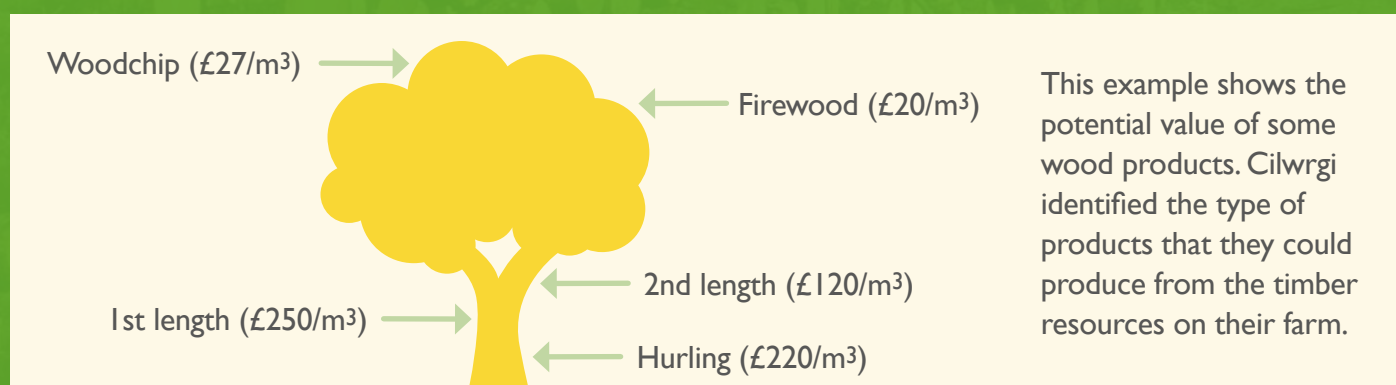 Woodchip (£27/m³)
Firewood (£20/m³)
2nd length (£120/m³)
1st length (£250/m³)
Hurling (£220/m³)
This example shows the
potential value of some
wood products. Cilwrgi
identified the type of
products that they could
produce from the timber
resources on their farm.